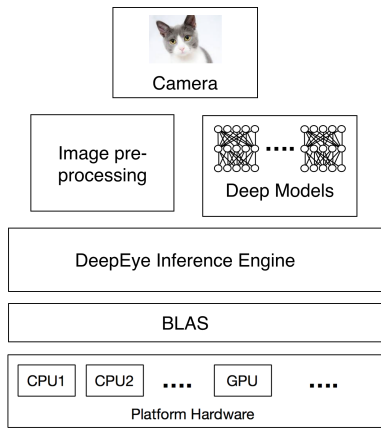 Camera
Image pre-
processing
....
Deep Models
DeepEye Inference Engine
BLAS
CPU1 CPU2 .... GPU ....
Platform Hardware